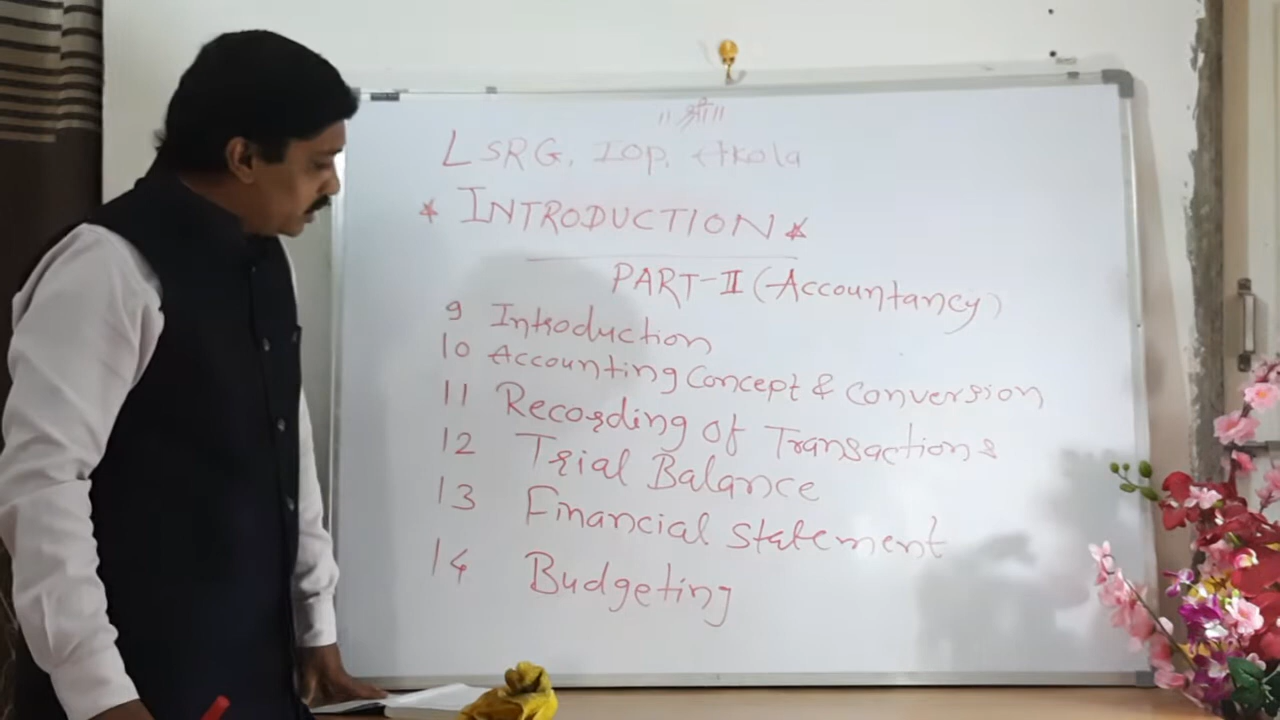 ॥ श्री ॥
LSRG, IOP, Akola
* INTRODUCTION *
PART-II (Accountancy)
9 Introduction
10 Accounting Concept & Conversion
11 Recording of Transactions
12 Trial Balance
13 Financial Statement
14 Budgeting